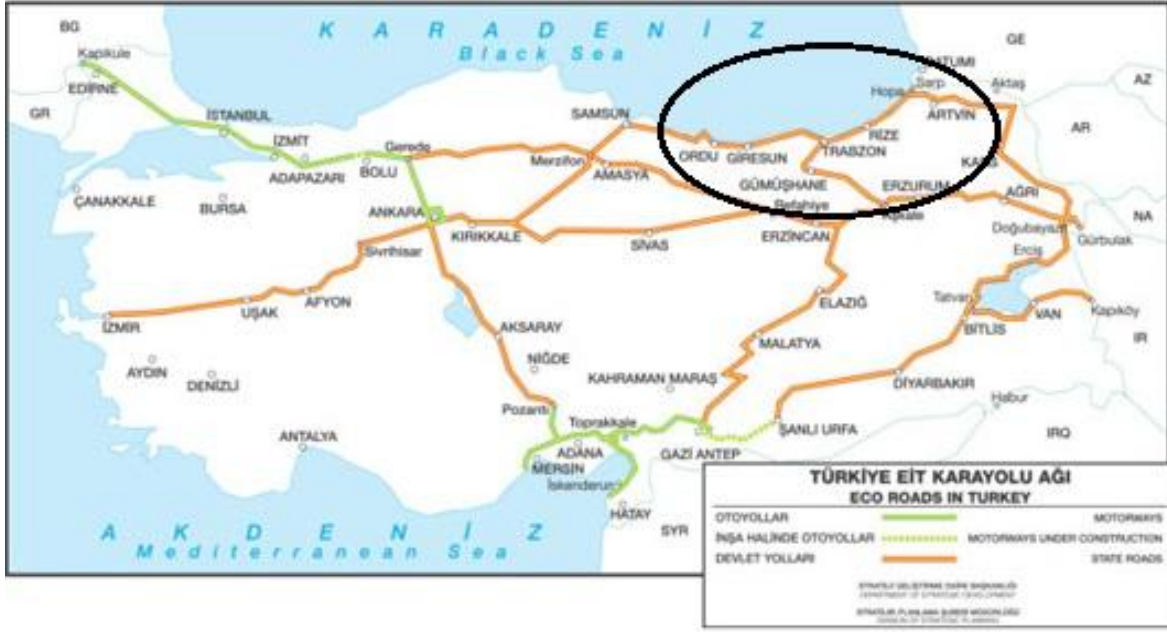 BG
KARADENİZ
Black Sea
GE
Kapikule
EDİRNE
GR
İSTANBUL
İZMİT
ADAPAZARI
BOLU
Gerede
SAMSUN
Merzifon
AMASYA
ORDU
GİRESUN
TRABZON
RİZE
Hopa
Sarp
Aktaş
ARTVİN
AZ
AR
GÜMÜŞHANE
ERZURUM
AĞRI
NA
ÇANAKKALE
BURSA
ANKARA
KIRIKKALE
SİVAS
Refahiye
ERZİNCAN
Doğubayazıt
Gürbulak
Sivrihisar
Erciş
İZMİR
UŞAK
AFYON
AKSARAY
ELAZIĞ
Tatvan
VAN
Kapıköy
BİTLİS
IR
AYDIN
DENİZLİ
NİĞDE
MALATYA
KAHRAMAN MARAŞ
DİYARBAKIR
Habur
Pozantı
Toprakkale
ANTALYA
ADANA
MERSİN
GAZİ ANTEP
ŞANLI URFA
IRQ
İskenderun
HATAY
SYR
AKDENİZ
Mediterranean Sea
TÜRKİYE EİT KARAYOLU AĞI
ECO ROADS IN TURKEY
OTOYOLLAR MOTORWAYS
İNŞA HALİNDE OTOYOLLAR MOTORWAYS UNDER CONSTRUCTION
DEVLET YOLLARI STATE ROADS